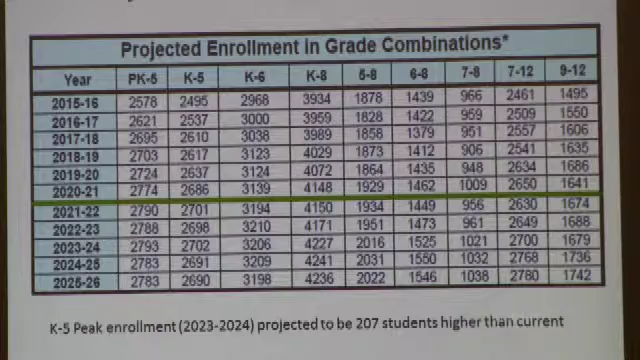 Projected Enrollment in Grade Combinations*
Year PK-5 K-5 K-6 K-8 5-8 6-8 7-8 7-12 9-12
2015-16 2578 2495 2968 3934 1878 1439 966 2461 1495
2016-17 2621 2537 3000 3959 1828 1422 959 2509 1550
2017-18 2695 2610 3038 3989 1858 1379 951 2557 1606
2018-19 2703 2617 3123 4029 1873 1412 906 2541 1635
2019-20 2724 2637 3124 4072 1864 1435 948 2634 1686
2020-21 2774 2686 3139 4148 1929 1462 1009 2650 1641
2021-22 2790 2701 3194 4150 1934 1449 956 2630 1674
2022-23 2788 2698 3210 4171 1951 1473 961 2649 1688
2023-24 2793 2702 3206 4227 2016 1525 1021 2700 1679
2024-25 2783 2691 3209 4241 2031 1550 1032 2768 1736
2025-26 2783 2690 3198 4236 2022 1546 1038 2780 1742
K-5 Peak enrollment (2023-2024) projected to be 207 students higher than current